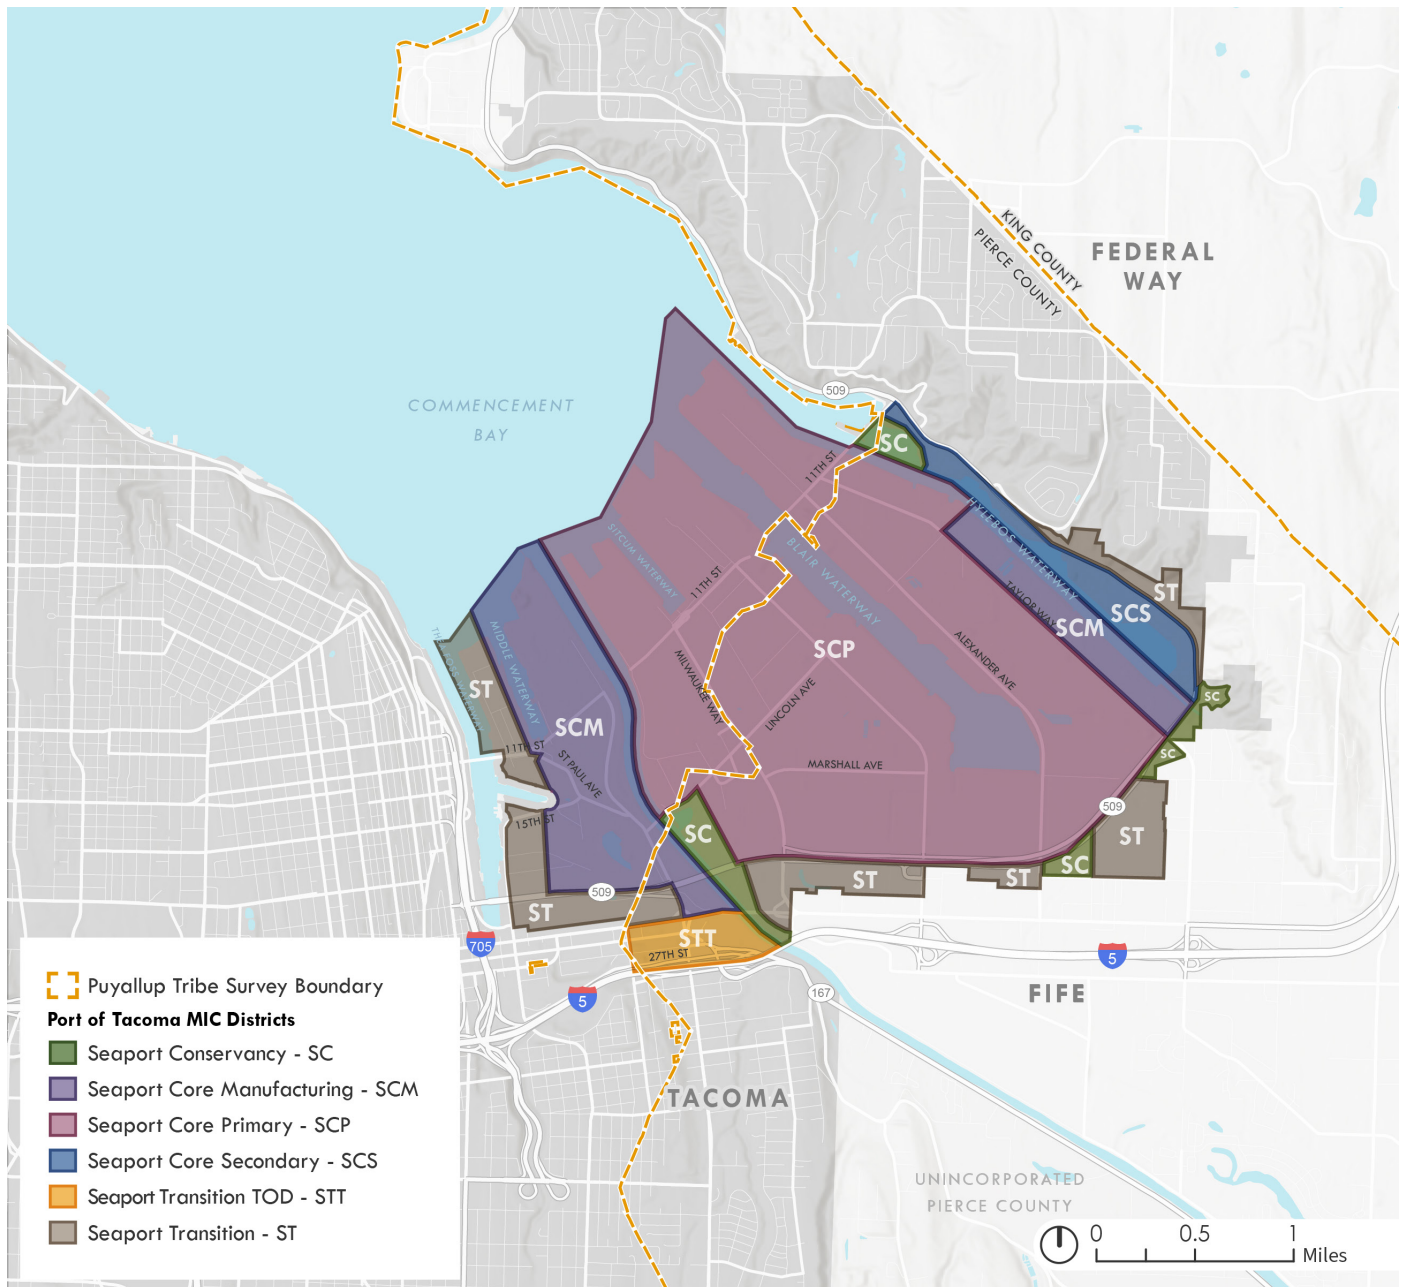 KING COUNTY
PIERCE COUNTY
FEDERAL
WAY
509
COMMENCEMENT
BAY
SC
11TH ST
HYLEBOS WATERWAY
SITCUM WATERWAY
BLAIR WATERWAY
11TH ST
ST
TAYLOR WAY
SCS
SCM
MIDDLE WATERWAY
ALEXANDER AVE
SCP
MILWAUKEE WAY
LINCOLN AVE
ST
SC
SCM
11TH ST
ST PAUL AVE
SC
MARSHALL AVE
509
15TH ST
SC
ST
SC
ST
ST
509
ST
STT
27TH ST
705
5
5
167
FIFE
TACOMA
UNINCORPORATED
PIERCE COUNTY
Puyallup Tribe Survey Boundary
Port of Tacoma MIC Districts
Seaport Conservancy - SC
Seaport Core Manufacturing - SCM
Seaport Core Primary - SCP
Seaport Core Secondary - SCS
Seaport Transition TOD - STT
Seaport Transition - ST
0 0.5 1
Miles